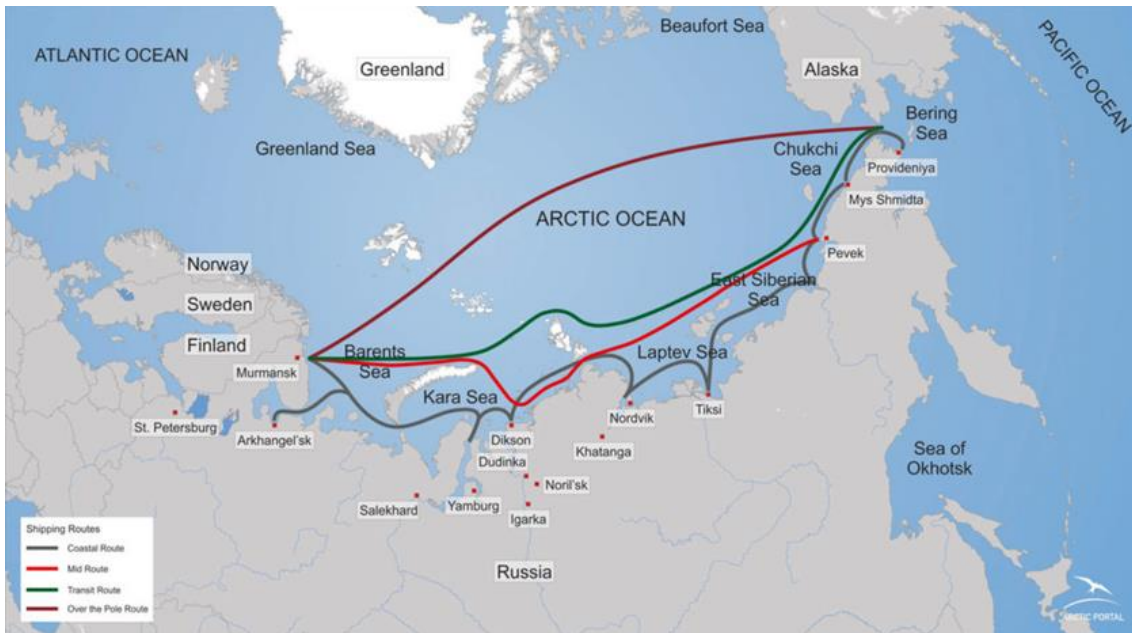 Beaufort Sea
ATLANTIC OCEAN
PACIFIC OCEAN
Greenland
Alaska
Bering
Sea
Greenland Sea
Chukchi
Sea
Provideniya
Mys Shmidta
ARCTIC OCEAN
Pevek
Norway
East Siberian
Sea
Sweden
Finland
Barents
Sea
Laptev Sea
Murmansk
Kara Sea
St. Petersburg
Arkhangel'sk
Dikson
Nordvik
Tiksi
Khatanga
Sea of
Okhotsk
Dudinka
Noril'sk
Salekhard
Yamburg
Igarka
Russia
Shipping Routes
Coastal Route
Mid Route
Transit Route
Over the Pole Route
ARCTIC PORTAL